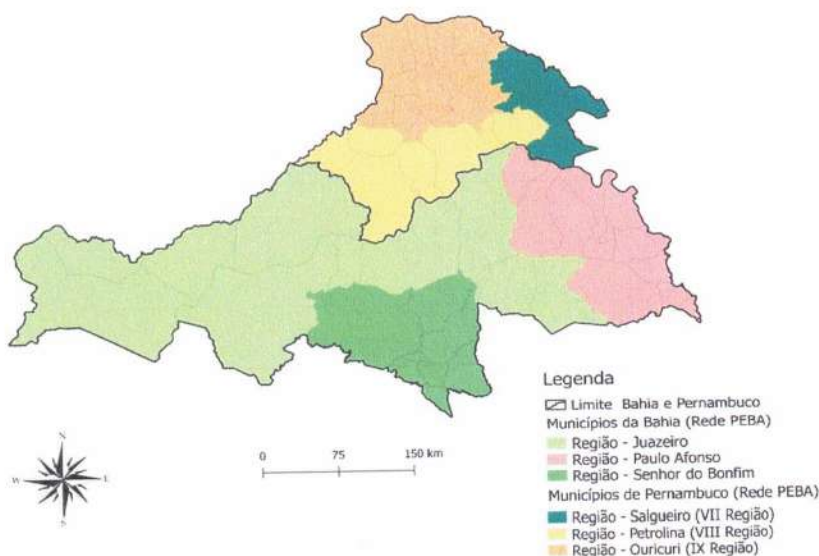 Legenda
Limite Bahia e Pernambuco
Municípios da Bahia (Rede PEBA)
Região - Juazeiro
Região - Paulo Afonso
Região - Senhor do Bonfim
Municípios de Pernambuco (Rede PEBA)
Região - Salgueiro (VII Região)
Região - Petrolina (VIII Região)
Região - Ouricuri (IX Região)
N
W
E
S
0 75 150 km